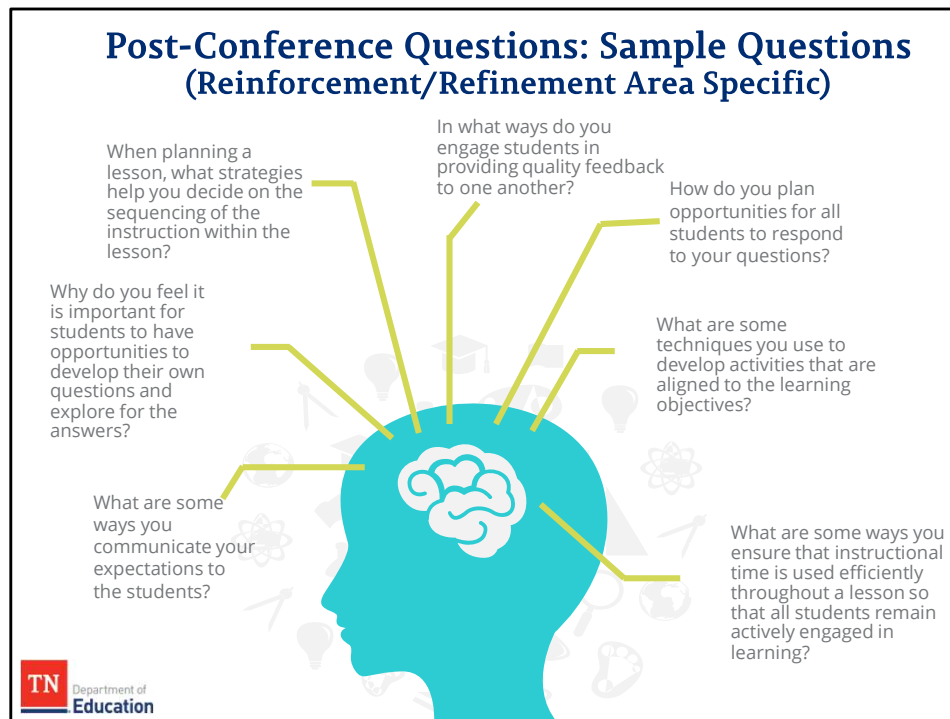 Post-Conference Questions: Sample Questions
(Reinforcement/Refinement Area Specific)
When planning a
lesson, what strategies
help you decide on the
sequencing of the
instruction within the
lesson?
In what ways do you
engage students in
providing quality feedback
to one another?
How do you plan
opportunities for all
students to respond
to your questions?
Why do you feel it
is important for
students to have
opportunities to
develop their own
questions and
explore for the
answers?
What are some
techniques you use to
develop activities that are
aligned to the learning
objectives?
What are some
ways you
communicate your
expectations to
the students?
What are some ways you
ensure that instructional
time is used efficiently
throughout a lesson so
that all students remain
actively engaged in
learning?
TN
Department of
Education